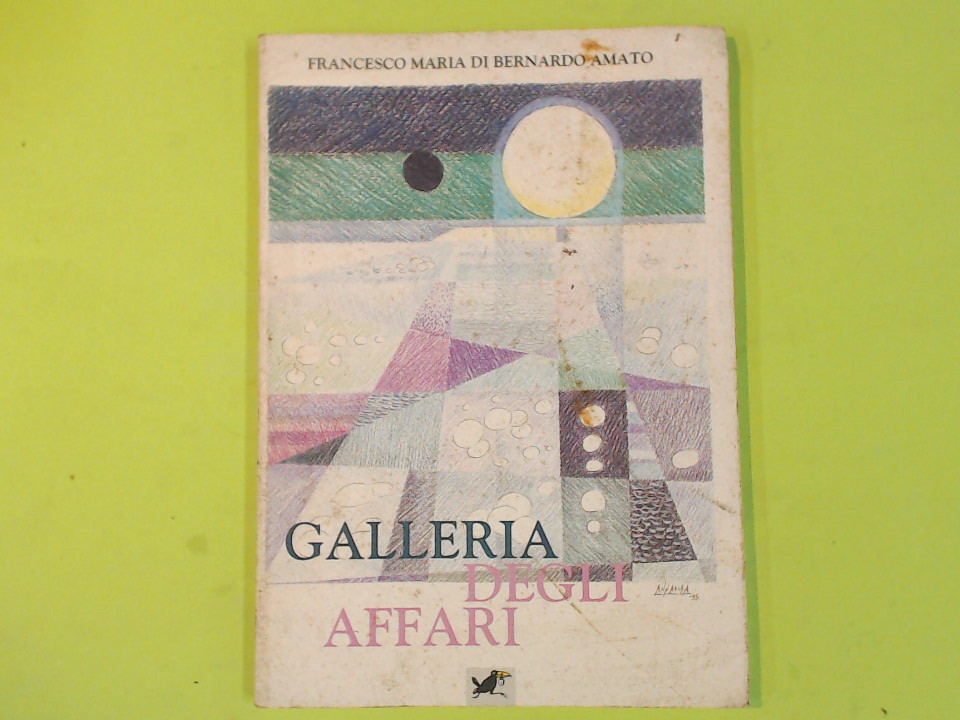 FRANCESCO MARIA DI BERNARDO AMATO
GALLERIA
DEGLI
AFFARI